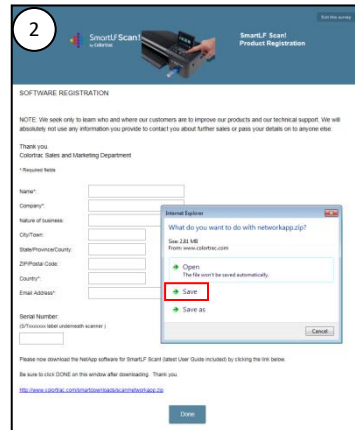 2
Exit this survey
SmartLF Scan!
by Colortrac
SmartLF Scan!
Product Registration
SOFTWARE REGISTRATION
NOTE: We seek only to learn who and where our customers are to improve our products and our technical support. We will
absolutely not use any information you provide to contact you about further sales or pass your details on to anyone else.
Thank you.
Colortrac Sales and Marketing Department
* Required fields
Name*:
Company*:
Nature of business:
City/Town:
State/Province/County:
ZIP/Postal Code:
Country*:
Email Address*:
Internet Explorer
What do you want to do with networkapp.zip?
Size: 2.81 MB
From: www.colortrac.com
Open
The file won't be saved automatically.
Save
Save as
Cancel
Serial Number:
(S/Txxxxxxx label underneath scanner )
Please now download the NetApp software for SmartLF Scan! (latest User Guide included) by clicking the link below.
Be sure to click DONE on this window after downloading. Thank you.
http://www.colortrac.com/smartdownloads/scan/networkapp.zip
Done